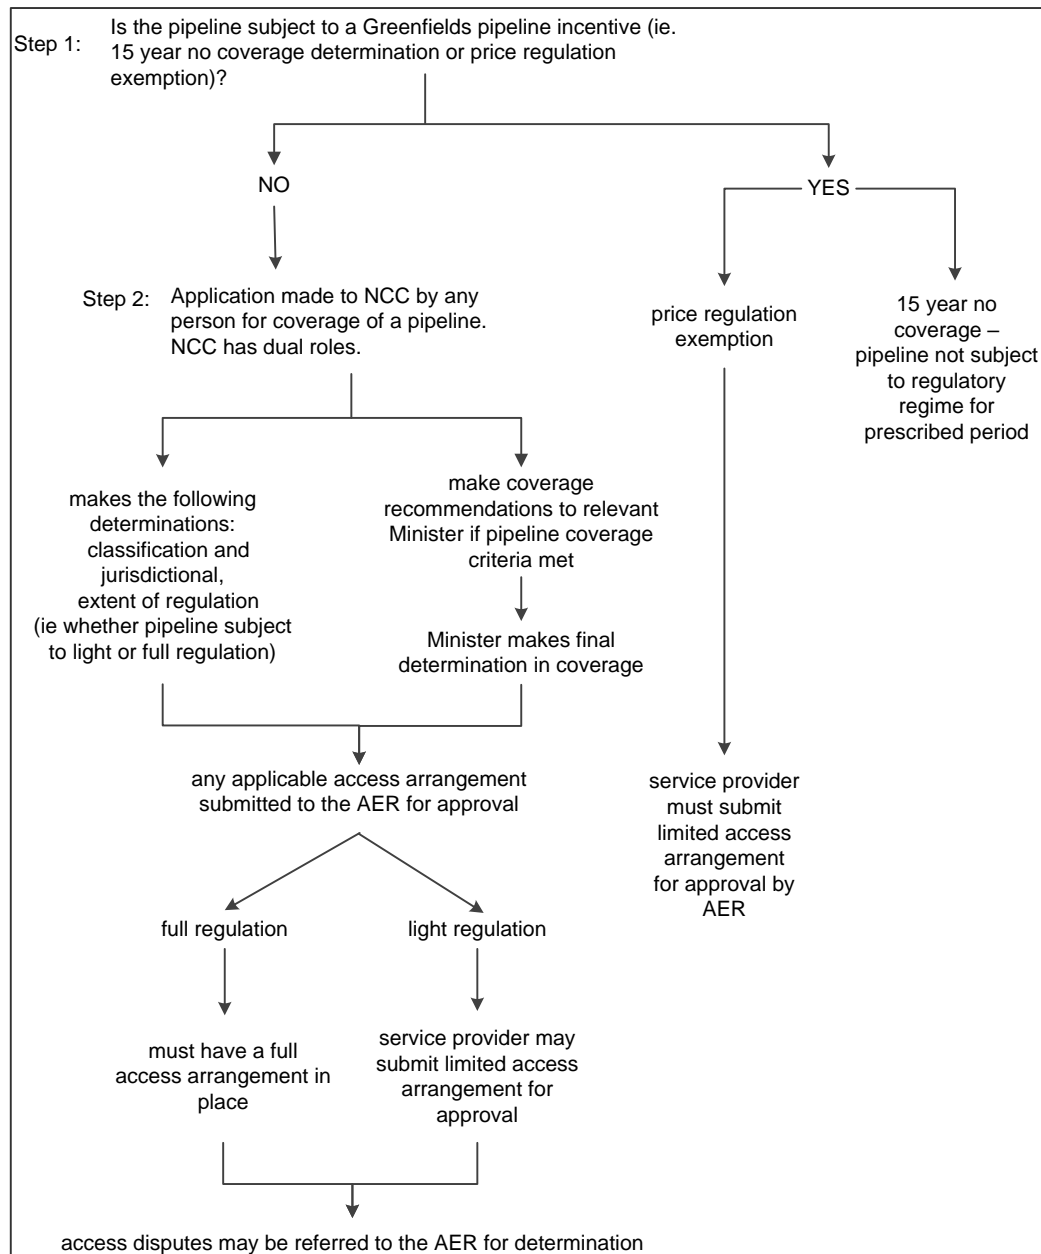 Step 1:
Is the pipeline subject to a Greenfields pipeline incentive (ie.
15 year no coverage determination or price regulation
exemption)?
NO
YES
Step 2:
Application made to NCC by any
person for coverage of a pipeline.
NCC has dual roles.
price regulation
exemption
15 year no
coverage –
pipeline not subject
to regulatory
regime for
prescribed period
makes the following
determinations:
classification and
jurisdictional,
extent of regulation
(ie whether pipeline subject
to light or full regulation)
make coverage
recommendations to relevant
Minister if pipeline coverage
criteria met
Minister makes final
determination in coverage
any applicable access arrangement
submitted to the AER for approval
service provider
must submit
limited access
arrangement
for approval by
AER
full regulation
light regulation
must have a full
access arrangement in
place
service provider may
submit limited access
arrangement for
approval
access disputes may be referred to the AER for determination